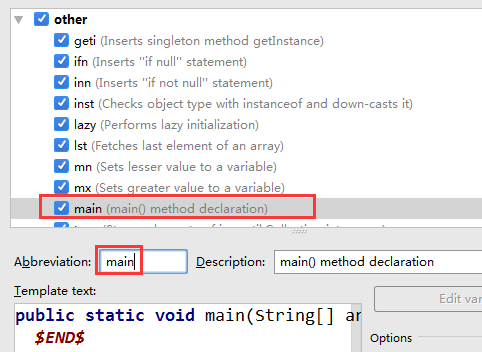 other
geti (Inserts singleton method getInstance)
ifn (Inserts "if null" statement)
inn (Inserts "if not null" statement)
inst (Checks object type with instanceof and down-casts it)
lazy (Performs lazy initialization)
lst (Fetches last element of an array)
mn (Sets lesser value to a variable)
mx (Sets greater value to a variable)
main (main() method declaration)
Abbreviation: main Description: main() method declaration
Template text:
public static void main(String[] ar
Edit var
$END$
Options